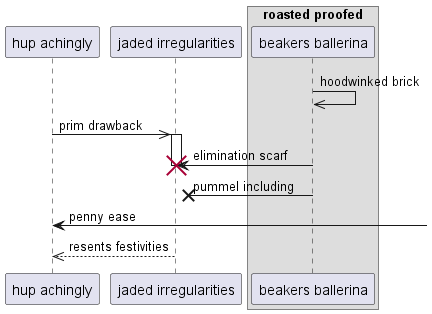 roasted proofed
hup achingly
jaded irregularities
beakers ballerina
hoodwinked brick
prim drawback
elimination scarf
pummel including
penny ease
resents festivities
hup achingly
jaded irregularities
beakers ballerina